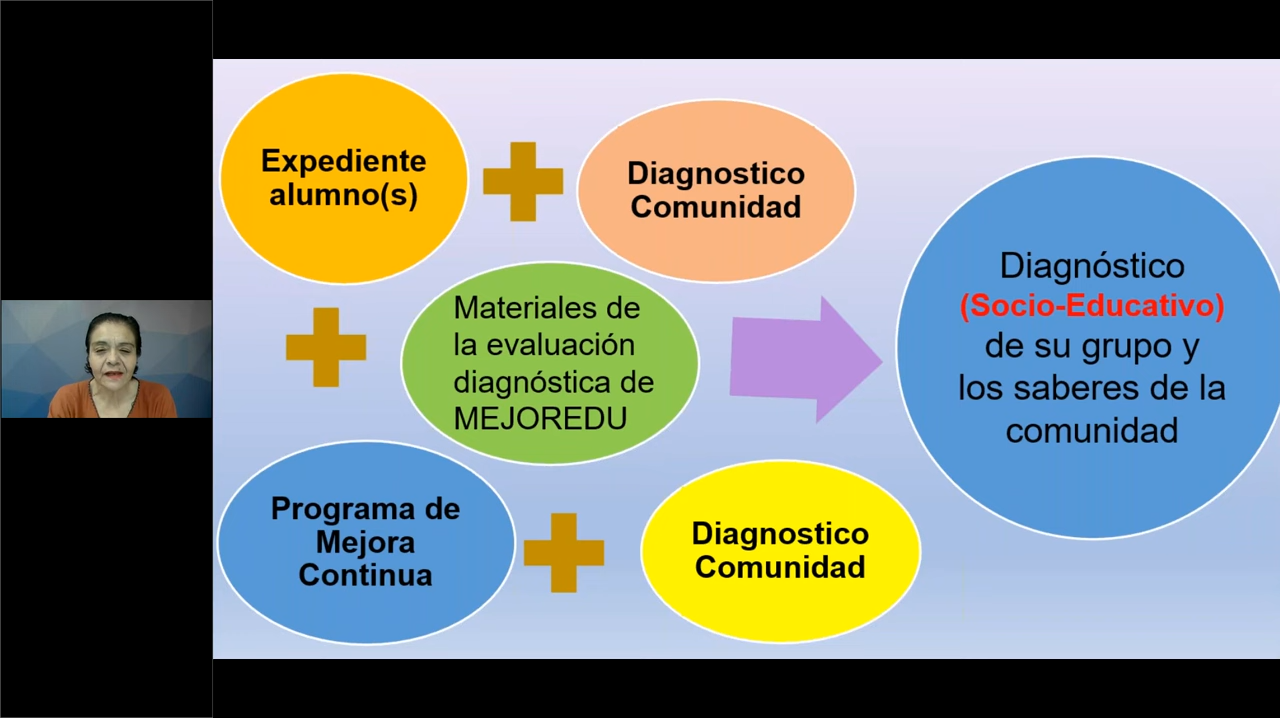 Expediente
alumno(s)
Diagnostico
Comunidad
Materiales de
la evaluación
diagnóstica de
MEJOREDU
Programa de
Mejora
Continua
Diagnostico
Comunidad
Diagnóstico
(Socio-Educativo)
de su grupo y
los saberes de la
comunidad